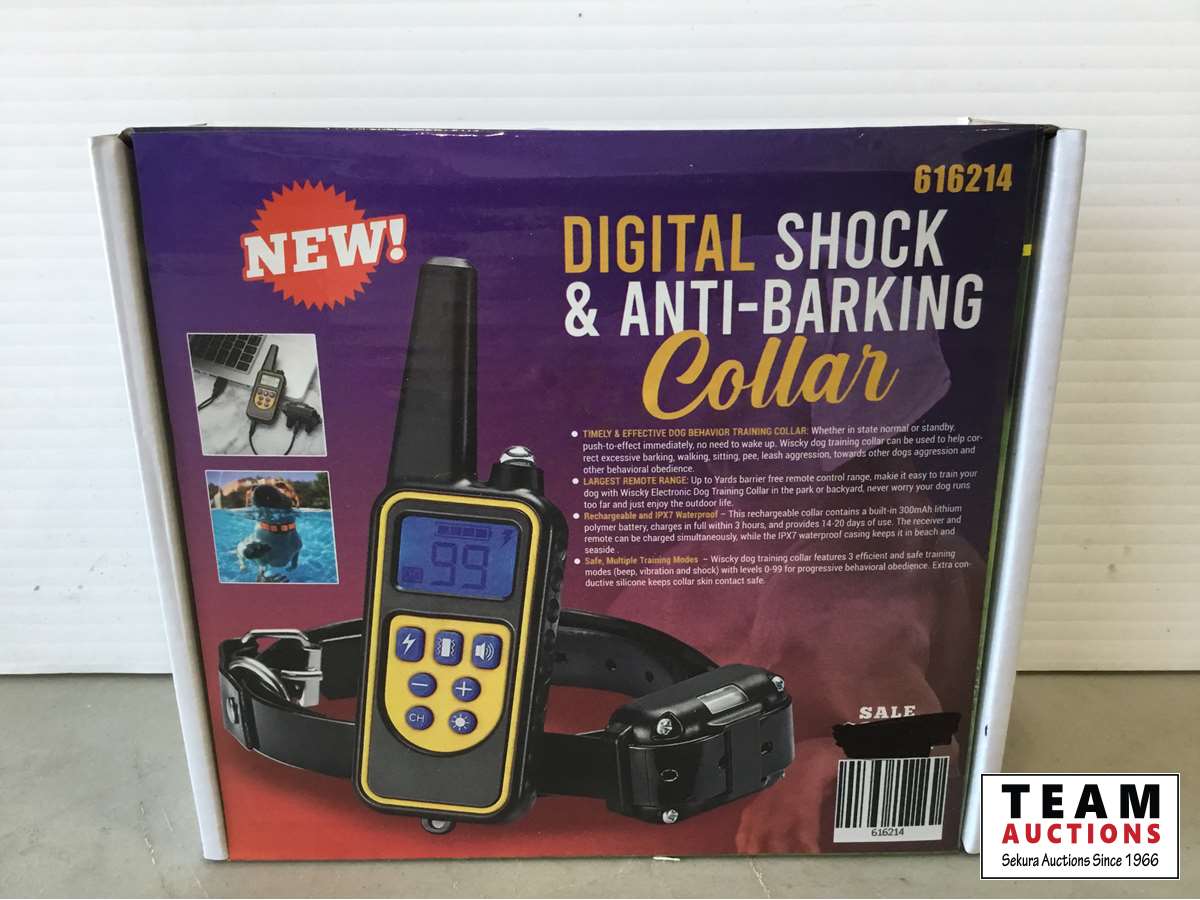 616214
NEW!
DIGITAL SHOCK
& ANTI-BARKING
Collar
• TIMELY & EFFECTIVE DOG BEHAVIOR TRAINING COLLAR: Whether in state normal or standby,
push-to-effect immediately, no need to wake up. Wiscky dog training collar can be used to help cor-
rect excessive barking, walking, sitting, pee, leash aggression, towards other dogs aggression and
other behavioral obedience.
• LARGEST REMOTE RANGE: Up to Yards barrier free remote control range, make it easy to train your
dog with Wiscky Electronic Dog Training Collar in the park or backyard, never worry your dog runs
too far and just enjoy the outdoor life.
• Rechargeable and IPX7 Waterproof – This rechargeable collar contains a built-in 300mAh lithium
polymer battery, charges in full within 3 hours, and provides 14-20 days of use. The receiver and
remote can be charged simultaneously, while the IPX7 waterproof casing keeps it in beach and
seaside .
• Safe, Multiple Training Modes – Wiscky dog training collar features 3 efficient and safe training
modes (beep, vibration and shock) with levels 0-99 for progressive behavioral obedience. Extra con-
ductive silicone keeps collar skin contact safe.
99
CH
SALE
616214
TEAM
AUCTIONS
Sekura Auctions Since 1966